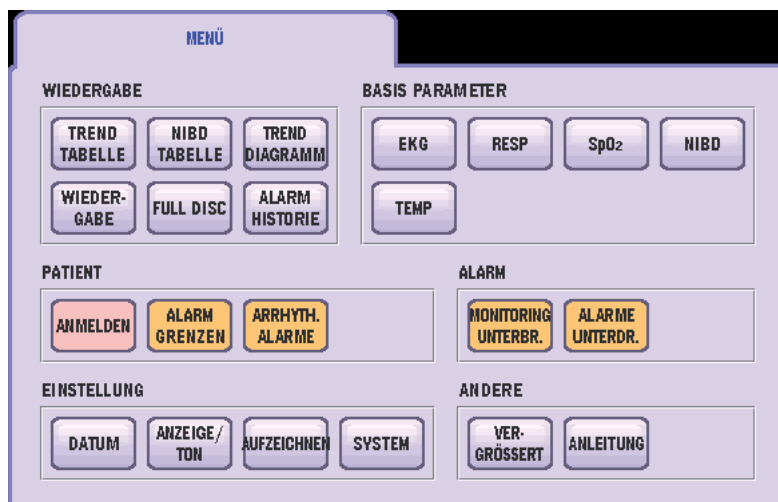 MENÜ
WIEDERGABE
TREND
TABELLE
NIBD
TABELLE
TREND
DIAGRAMM
WIEDER-
GABE
FULL DISC
ALARM
HISTORIE
BASIS PARAMETER
EKG
RESP
SpO2
NIBD
TEMP
PATIENT
ANMELDEN
ALARM
GRENZEN
ARRHYTH.
ALARME
ALARM
MONITORING
UNTERBR.
ALARME
UNTERDR.
EINSTELLUNG
DATUM
ANZEIGE/
TON
AUFZEICHNEN
SYSTEM
ANDERE
VER-
GRÖSSERT
ANLEITUNG